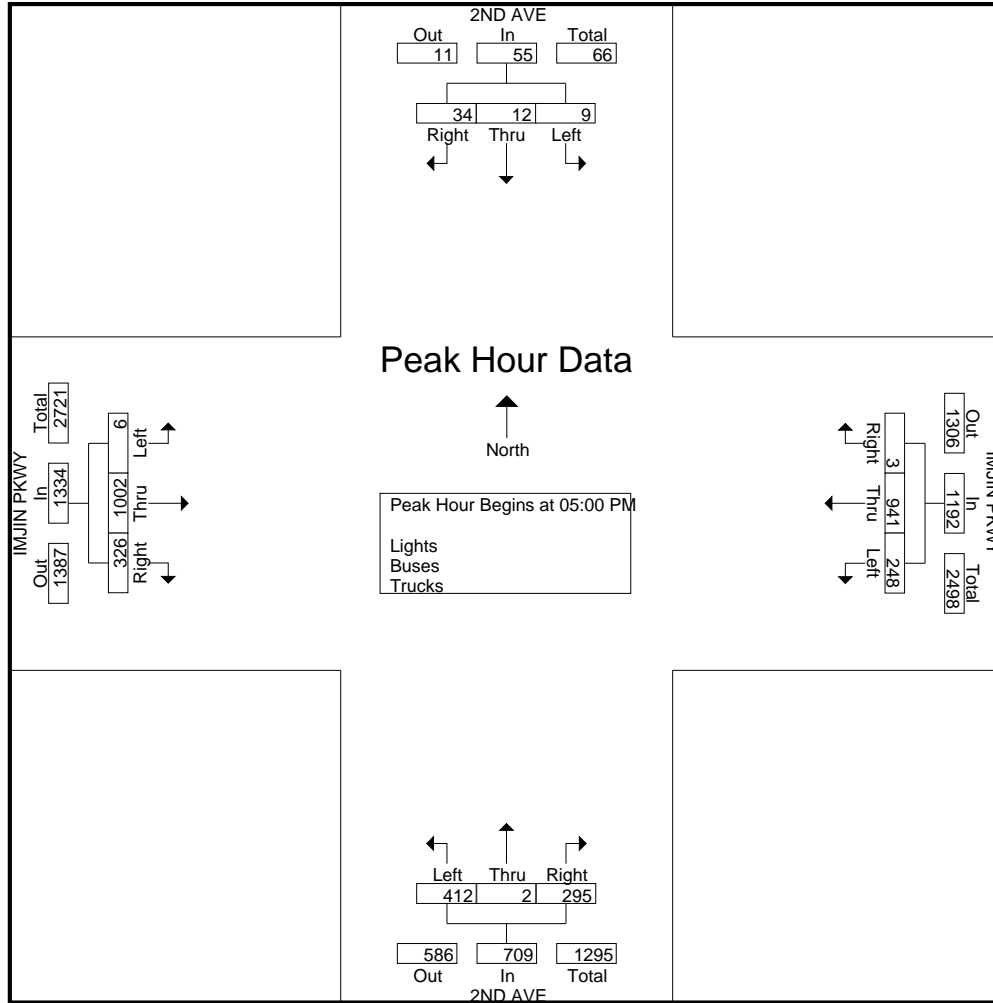 2ND AVE
Out In Total
11 55 66
34 12 9
Right Thru Left
Peak Hour Data
North
Peak Hour Begins at 05:00 PM
Lights
Buses
Trucks
IMJIN PKWY
Out In Total
1387 1334 2721
Left Thru Right
6 1002 326
IMJIN PKWY
Out In Total
1306 1192 2498
Right Thru Left
3 941 248
Left Thru Right
412 2 295
586 709 1295
Out In Total
2ND AVE